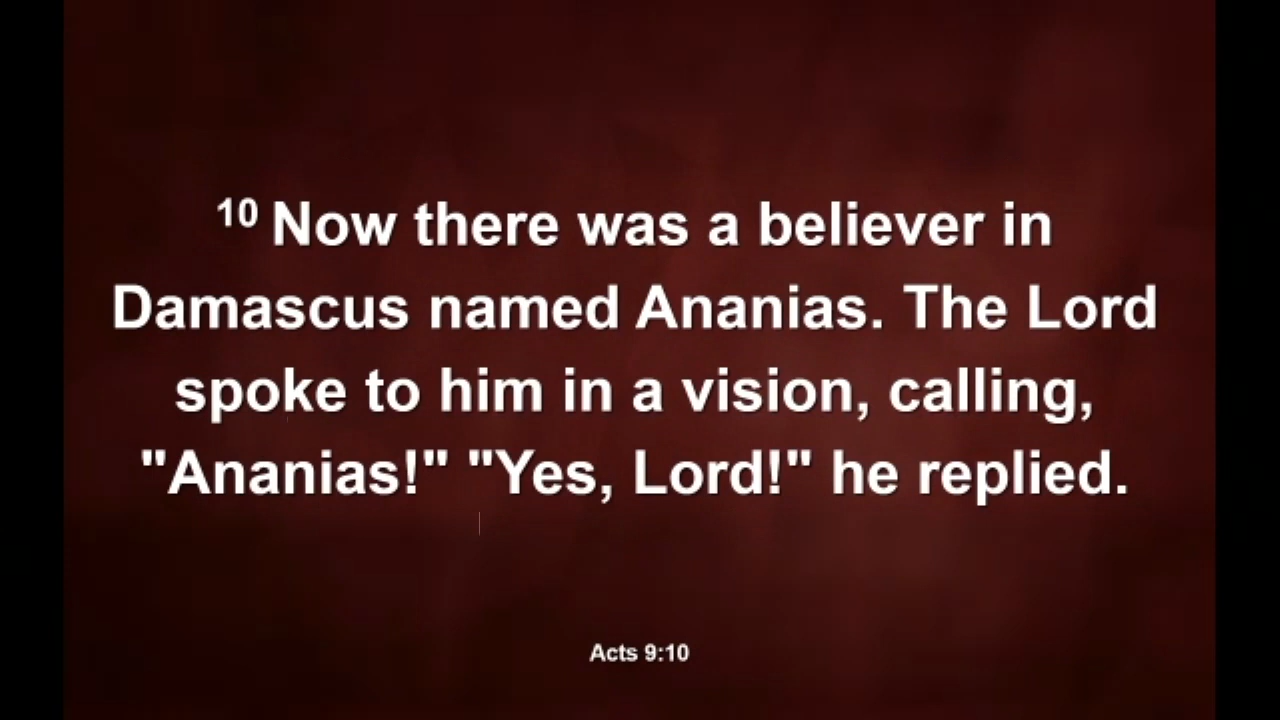 10 Now there was a believer in
Damascus named Ananias. The Lord
spoke to him in a vision, calling,
"Ananias!" "Yes, Lord!" he replied.
Acts 9:10